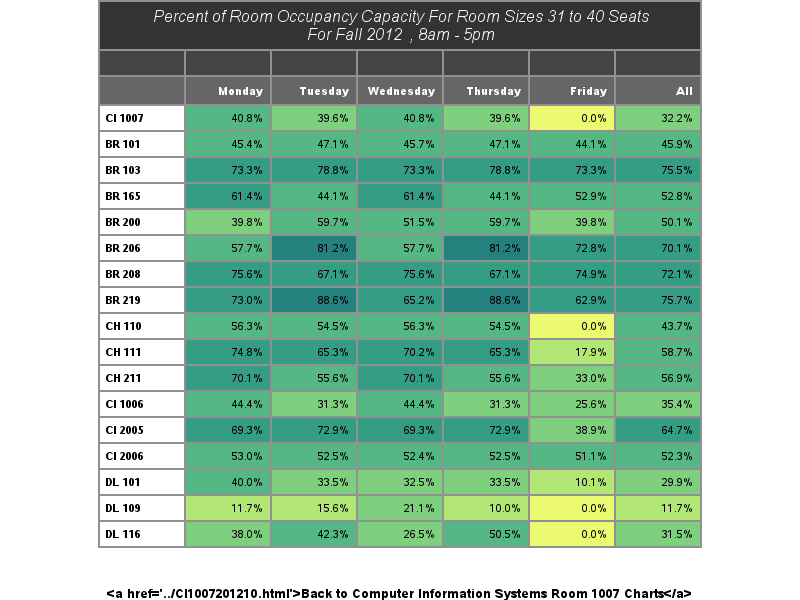 Percent of Room Occupancy Capacity For Room Sizes 31 to 40 Seats
For Fall 2012 , 8am - 5pm
Monday Tuesday Wednesday Thursday Friday All
CI 1007 40.8% 39.6% 40.8% 39.6% 0.0% 32.2%
BR 101 45.4% 47.1% 45.7% 47.1% 44.1% 45.9%
BR 103 73.3% 78.8% 73.3% 78.8% 73.3% 75.5%
BR 165 61.4% 44.1% 61.4% 44.1% 52.9% 52.8%
BR 200 39.8% 59.7% 51.5% 59.7% 39.8% 50.1%
BR 206 57.7% 81.2% 57.7% 81.2% 72.8% 70.1%
BR 208 75.6% 67.1% 75.6% 67.1% 74.9% 72.1%
BR 219 73.0% 88.6% 65.2% 88.6% 62.9% 75.7%
CH 110 56.3% 54.5% 56.3% 54.5% 0.0% 43.7%
CH 111 74.8% 65.3% 70.2% 65.3% 17.9% 58.7%
CH 211 70.1% 55.6% 70.1% 55.6% 33.0% 56.9%
CI 1006 44.4% 31.3% 44.4% 31.3% 25.6% 35.4%
CI 2005 69.3% 72.9% 69.3% 72.9% 38.9% 64.7%
CI 2006 53.0% 52.5% 52.4% 52.5% 51.1% 52.3%
DL 101 40.0% 33.5% 32.5% 33.5% 10.1% 29.9%
DL 109 11.7% 15.6% 21.1% 10.0% 0.0% 11.7%
DL 116 38.0% 42.3% 26.5% 50.5% 0.0% 31.5%
<a href='../CI1007201210.html'>Back to Computer Information Systems Room 1007 Charts</a>